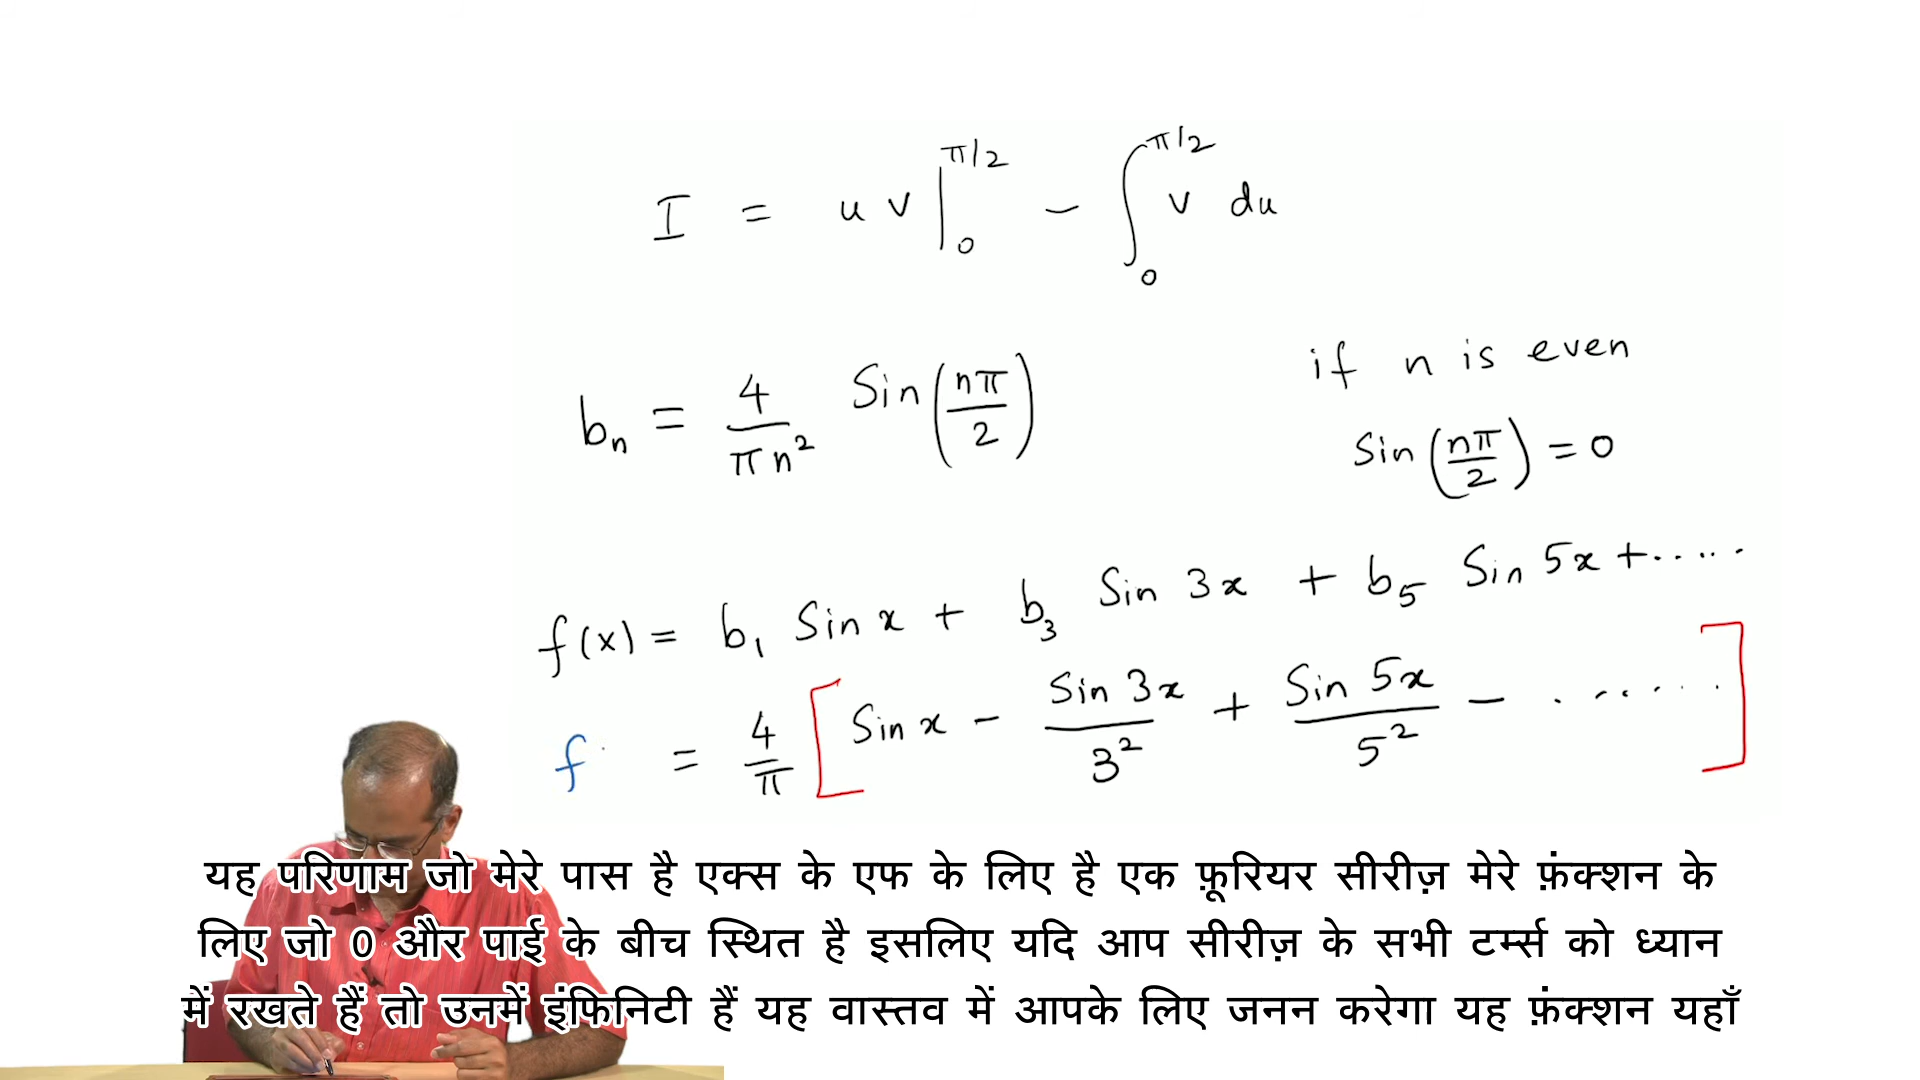 I = u v |₀^π/2 − ∫₀^π/2 v du
bₙ = 4/(πn²) Sin(nπ/2)
if n is even
Sin(nπ/2) = 0
f(x) = b₁ Sin x + b₃ Sin 3x + b₅ Sin 5x + .....
f = 4/π [Sin x − Sin 3x/3² + Sin 5x/5² − ......]
यह परिणाम जो मेरे पास है एक्स के एफ के लिए है एक फ़ूरियर सीरीज़ मेरे फ़ंक्शन के
लिए जो 0 और पाई के बीच स्थित है इसलिए यदि आप सीरीज़ के सभी टर्म्स को ध्यान
में रखते हैं तो उनमें इंफिनिटी हैं यह वास्तव में आपके लिए जनन करेगा यह फ़ंक्शन यहाँ